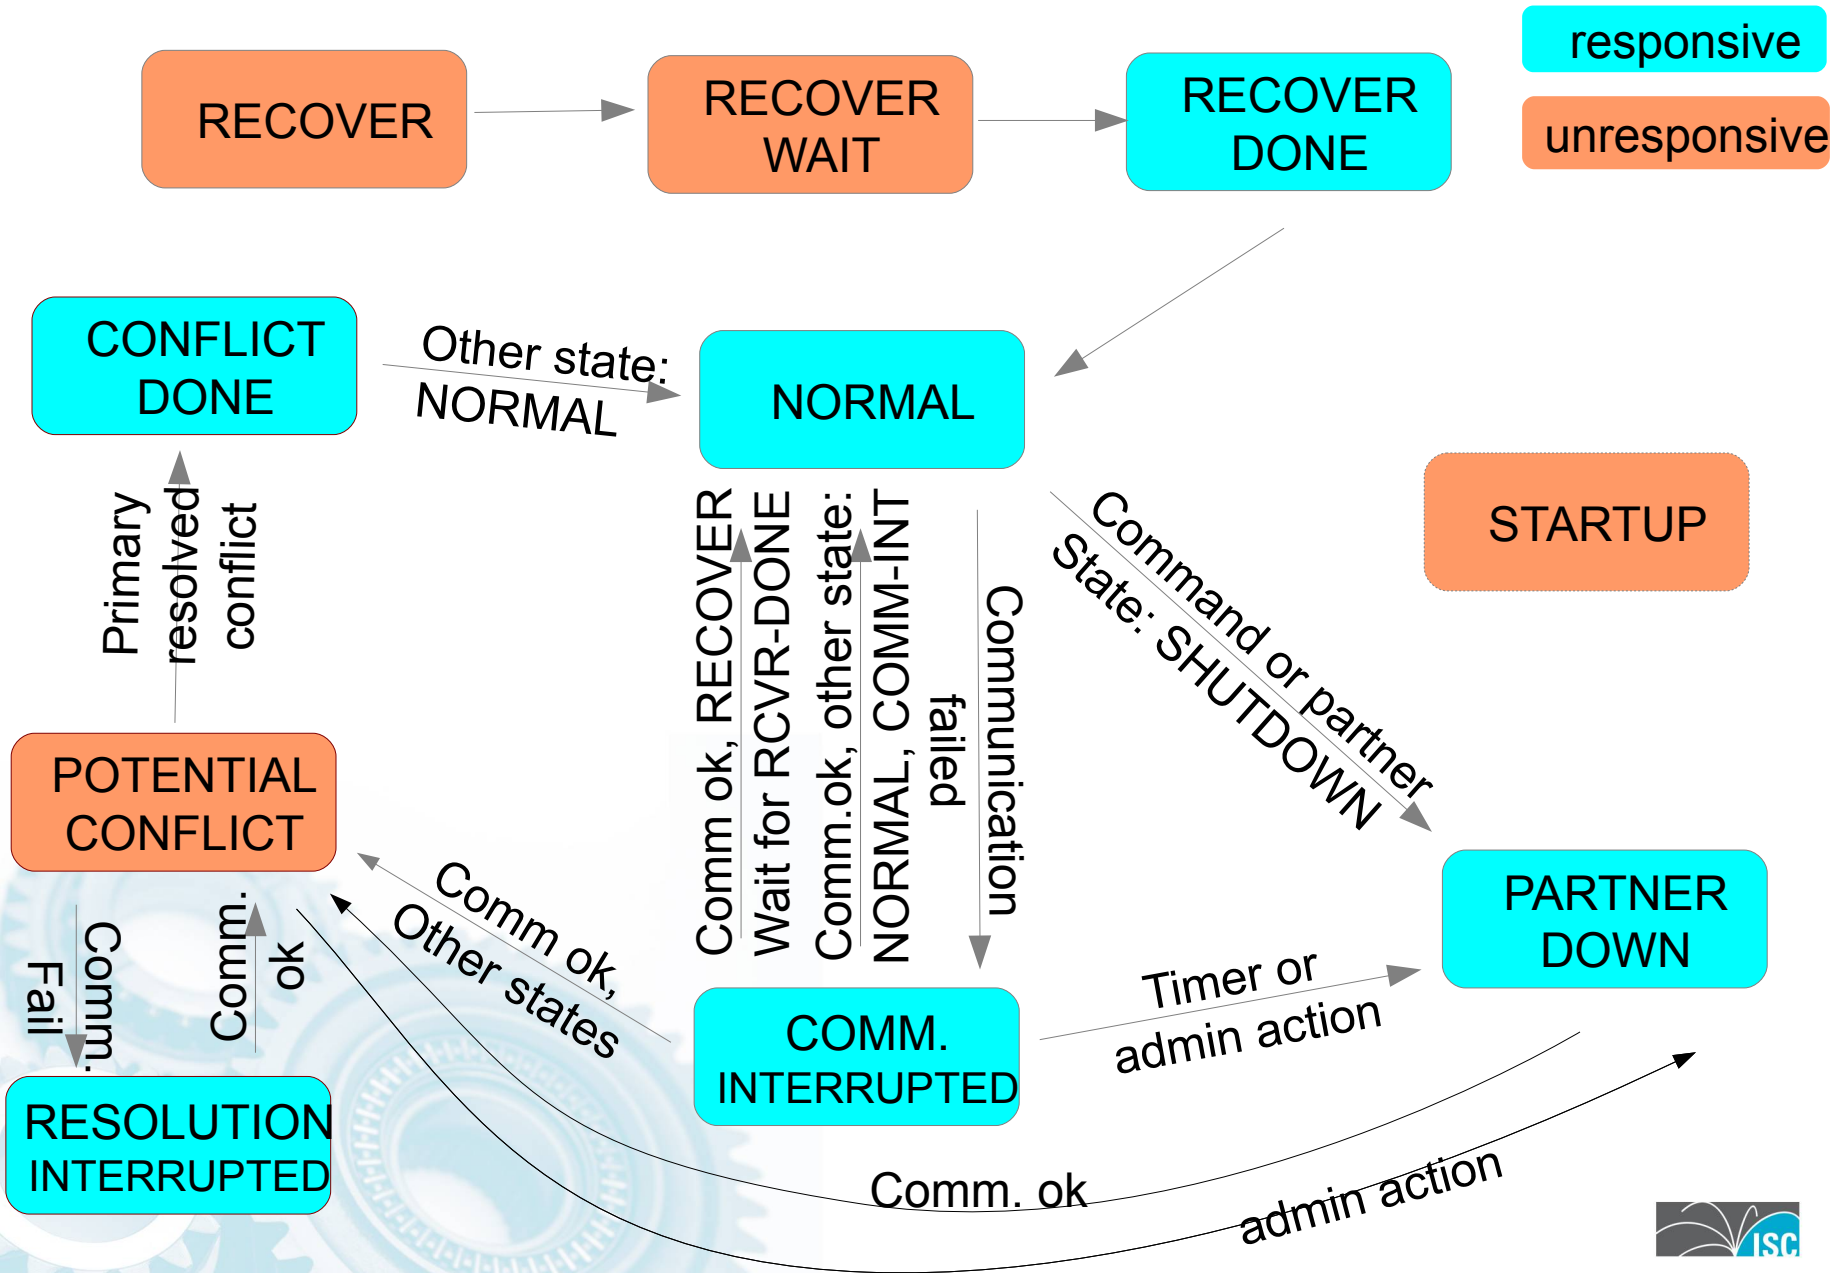 responsive
unresponsive
RECOVER
RECOVER
WAIT
RECOVER
DONE
CONFLICT
DONE
Other state:
NORMAL
NORMAL
STARTUP
Primary
resolved
conflict
Comm ok, RECOVER
Wait for RCVR-DONE
Comm.ok, other state:
NORMAL, COMM-INT
Communication
failed
Command or partner
State: SHUTDOWN
POTENTIAL
CONFLICT
PARTNER
DOWN
Comm.
Fail
Comm.
ok
Comm ok,
Other states
Timer or
admin action
COMM.
INTERRUPTED
RESOLUTION
INTERRUPTED
Comm. ok
admin action
ISC